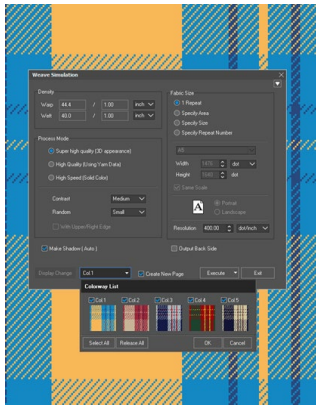 Weave Simulation
Density
Warp 44.4 / 1.00 inch
Weft 40.0 / 1.00 inch
Process Mode
Super high quality (3D appearance)
High Quality (Using Yarn Data)
High Speed (Solid Color)
Contrast Medium
Random Small
With Upper/Right Edge
Fabric Size
1 Repeat
Specify Area
Specify Size
Specify Repeat Number
Width 1476 dot
Height
Same Scale
A
Portrait
Landscape
Resolution 400.00 dot/inch
Make Shadow ( Auto )
Output Back Side
Display Change Col.1
Create New Page
Execute
Exit
Colorway List
Col.1 Col.2 Col.3 Col.4 Col.5
Select All Release All OK Cancel